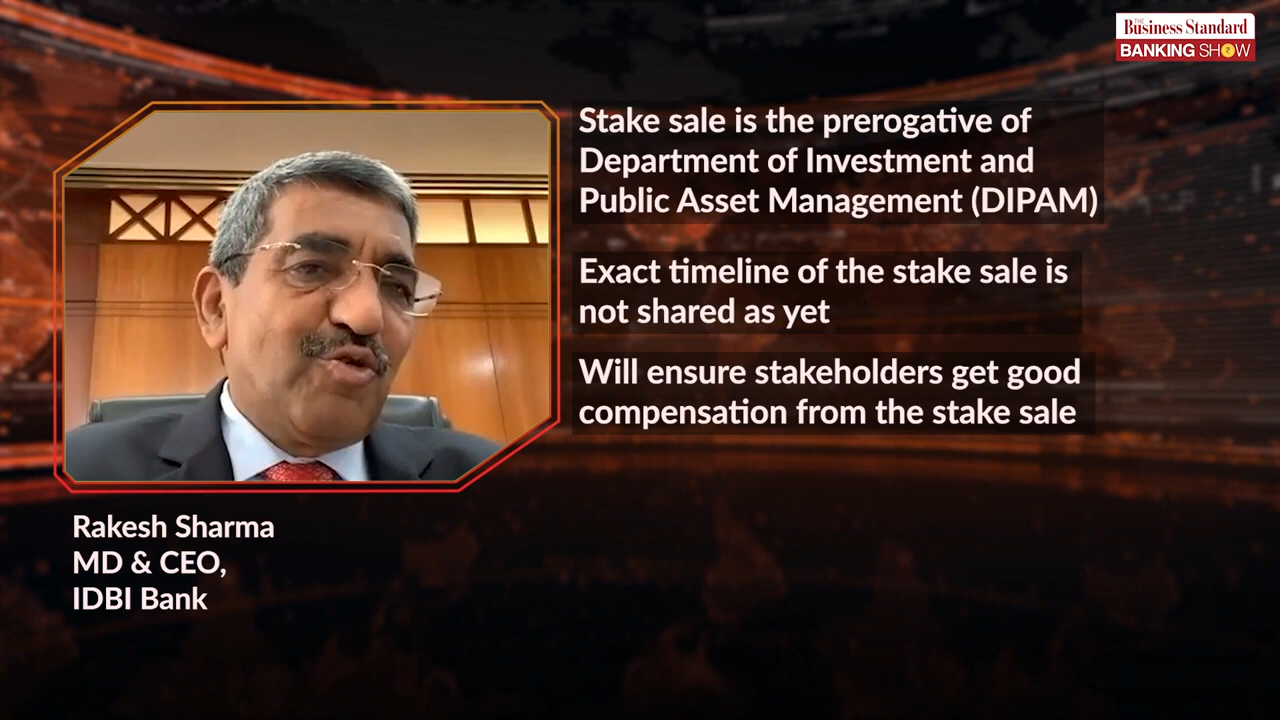 THE
Business Standard
BANKING SHOW
Stake sale is the prerogative of
Department of Investment and
Public Asset Management (DIPAM)
Exact timeline of the stake sale is
not shared as yet
Will ensure stakeholders get good
compensation from the stake sale
Rakesh Sharma
MD & CEO,
IDBI Bank